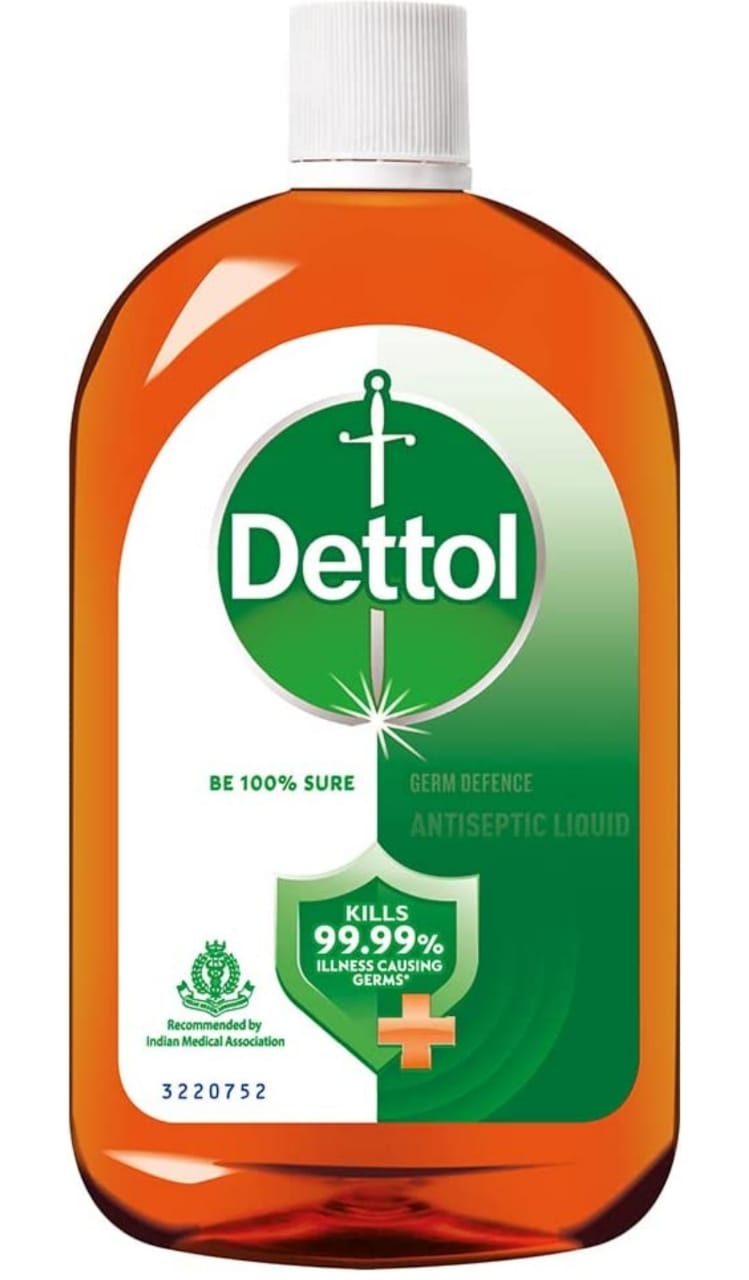 Dettol
BE 100% SURE
GERM DEFENCE
ANTISEPTIC LIQUID
KILLS
99.99%
ILLNESS CAUSING
GERMS*
Recommended by
Indian Medical Association
3220752